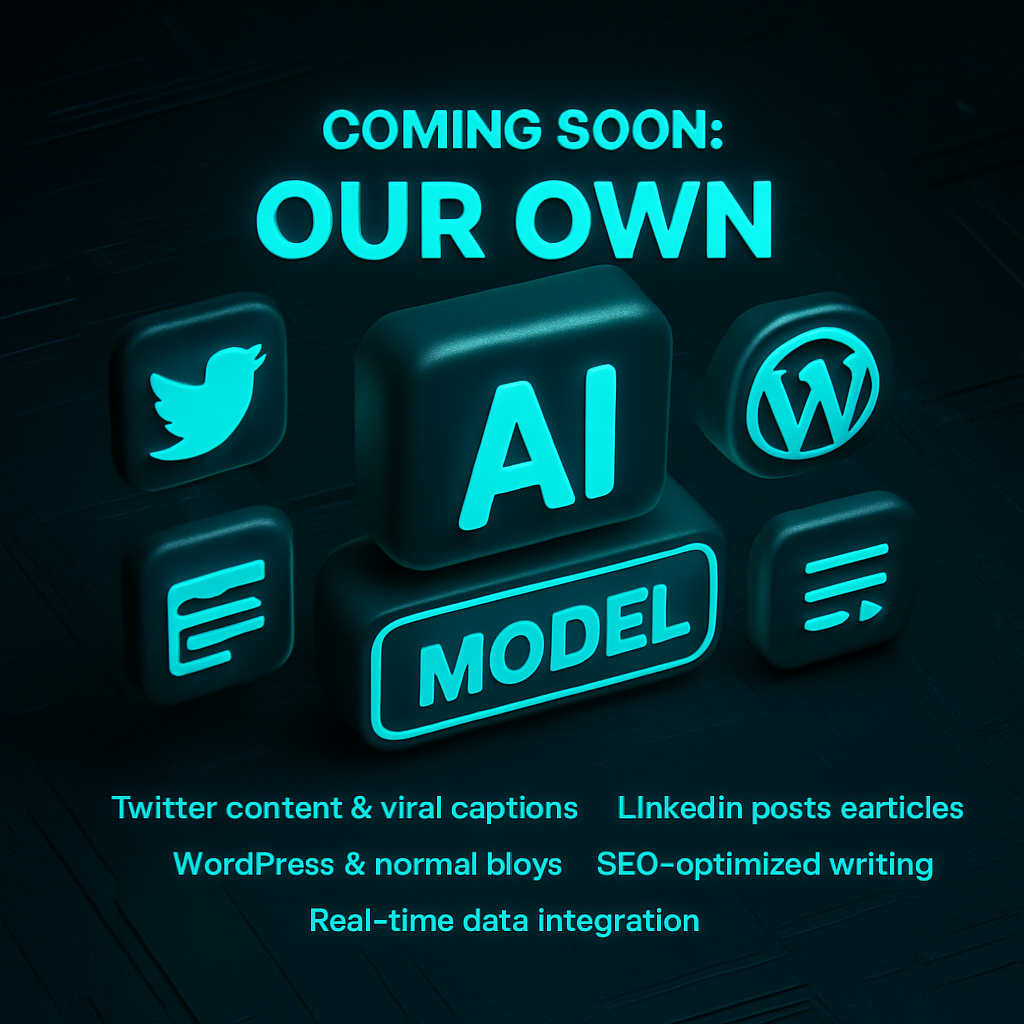 COMING SOON:
OUR OWN
AI
MODEL
Twitter content & viral captions
LInkedin posts earticles
WordPress & normal bloys
SEO-optimized writing
Real-time data integration